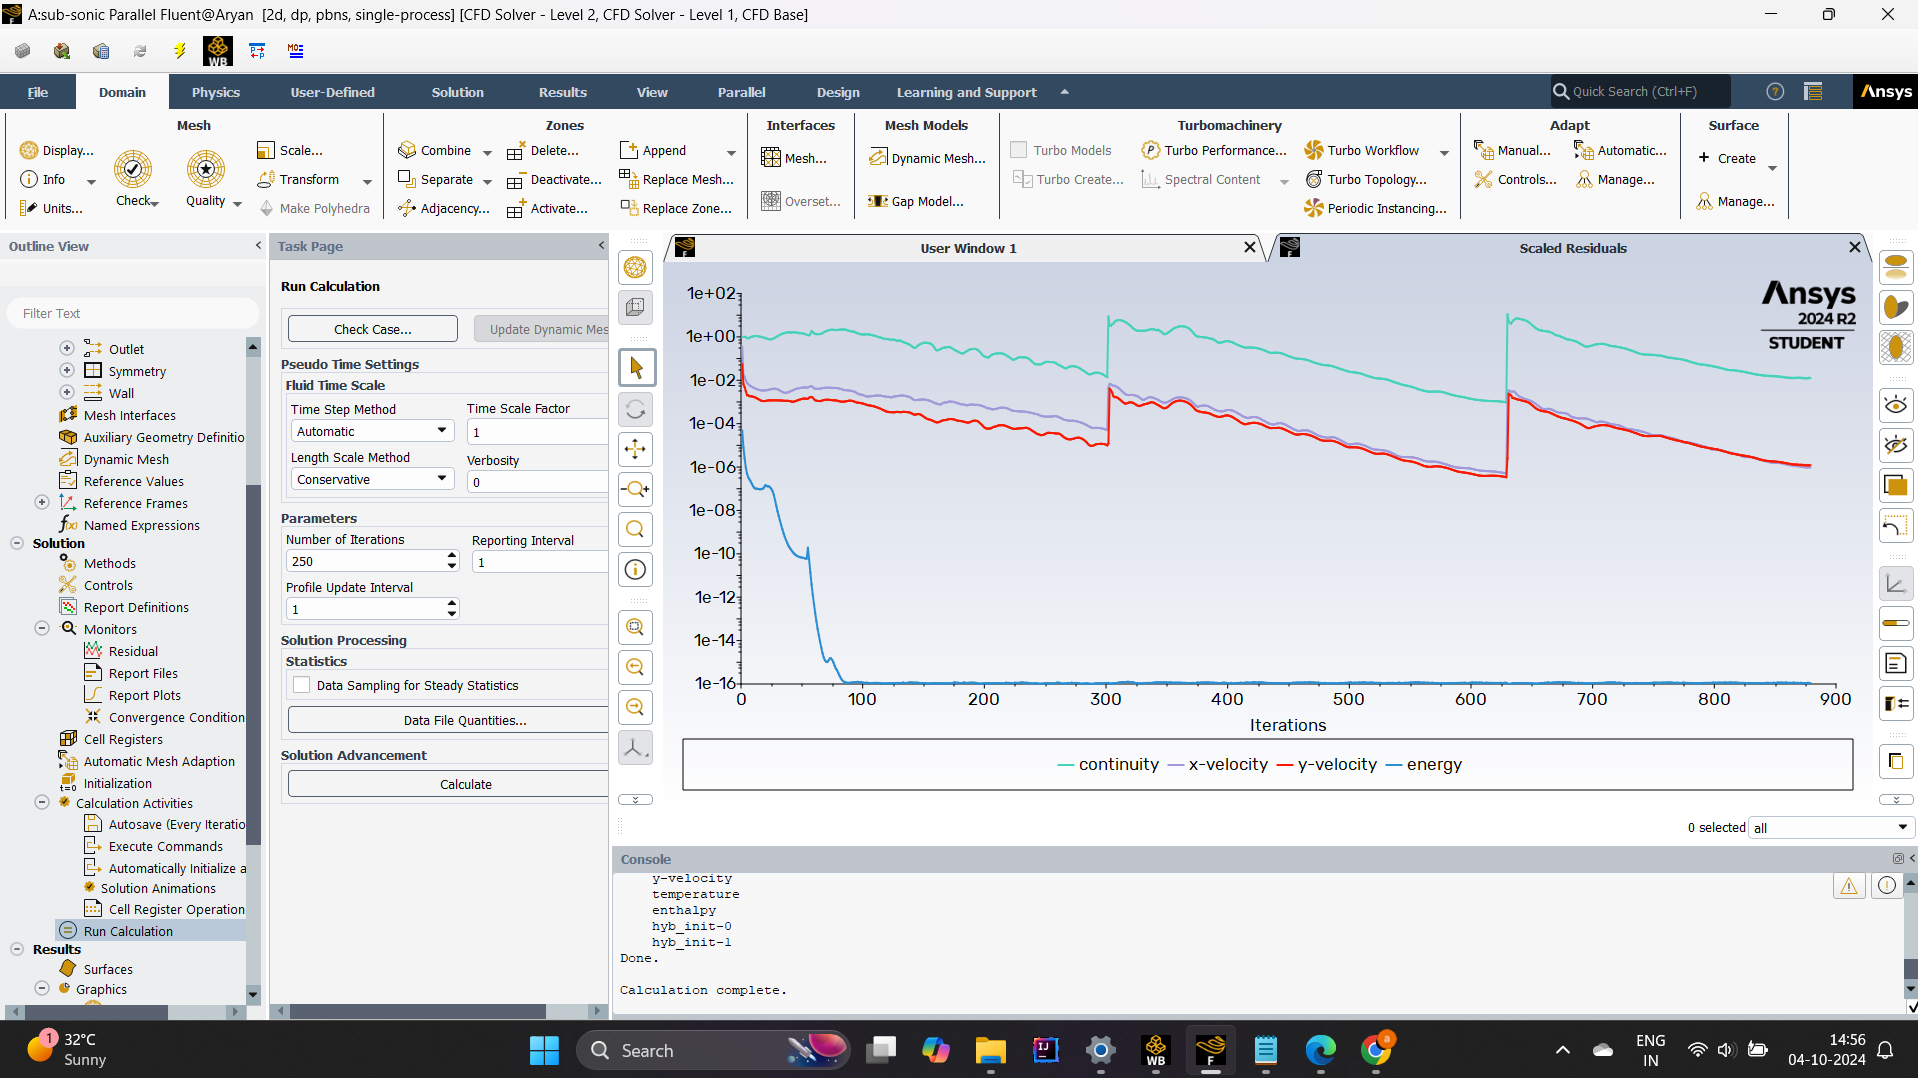 A:sub-sonic Parallel Fluent@Aryan [2d, dp, pbns, single-process] [CFD Solver - Level 2, CFD Solver - Level 1, CFD Base]
WB
File Domain Physics User-Defined Solution Results View Parallel Design Learning and Support
Quick Search (Ctrl+F)
Ansys
Mesh
Display...
Info
Units...
Check
Quality
Scale...
Transform
Make Polyhedra
Zones
Combine
Separate
Adjacency...
Delete...
Deactivate...
Activate...
Append
Replace Mesh...
Replace Zone...
Interfaces
Mesh...
Overset...
Mesh Models
Dynamic Mesh...
Gap Model...
Turbomachinery
Turbo Models
Turbo Create...
Turbo Performance...
Spectral Content
Turbo Workflow
Turbo Topology...
Periodic Instancing...
Adapt
Manual...
Controls...
Automatic...
Manage...
Surface
Create
Manage...
Outline View
Filter Text
Outlet
Symmetry
Wall
Mesh Interfaces
Auxiliary Geometry Definitio
Dynamic Mesh
Reference Values
Reference Frames
Named Expressions
Solution
Methods
Controls
Report Definitions
Monitors
Residual
Report Files
Report Plots
Convergence Condition
Cell Registers
Automatic Mesh Adaption
Initialization
Calculation Activities
Autosave (Every Iteratio
Execute Commands
Automatically Initialize a
Solution Animations
Cell Register Operation
Run Calculation
Results
Surfaces
Graphics
Task Page
Run Calculation
Check Case...
Update Dynamic Mes
Pseudo Time Settings
Fluid Time Scale
Time Step Method
Time Scale Factor
Automatic
1
Length Scale Method
Verbosity
Conservative
0
Parameters
Number of Iterations
Reporting Interval
250
1
Profile Update Interval
1
Solution Processing
Statistics
Data Sampling for Steady Statistics
Data File Quantities...
Solution Advancement
Calculate
User Window 1
Scaled Residuals
Ansys
2024 R2
STUDENT
1e+02
1e+00
1e-02
1e-04
1e-06
1e-08
1e-10
1e-12
1e-14
1e-16
0 100 200 300 400 500 600 700 800 900
Iterations
continuity x-velocity y-velocity energy
0 selected all
Console
y-velocity
temperature
enthalpy
hyb_init-0
hyb_init-1
Done.
Calculation complete.
1
32°C
Sunny
Search
WB
ENG
IN
14:56
04-10-2024